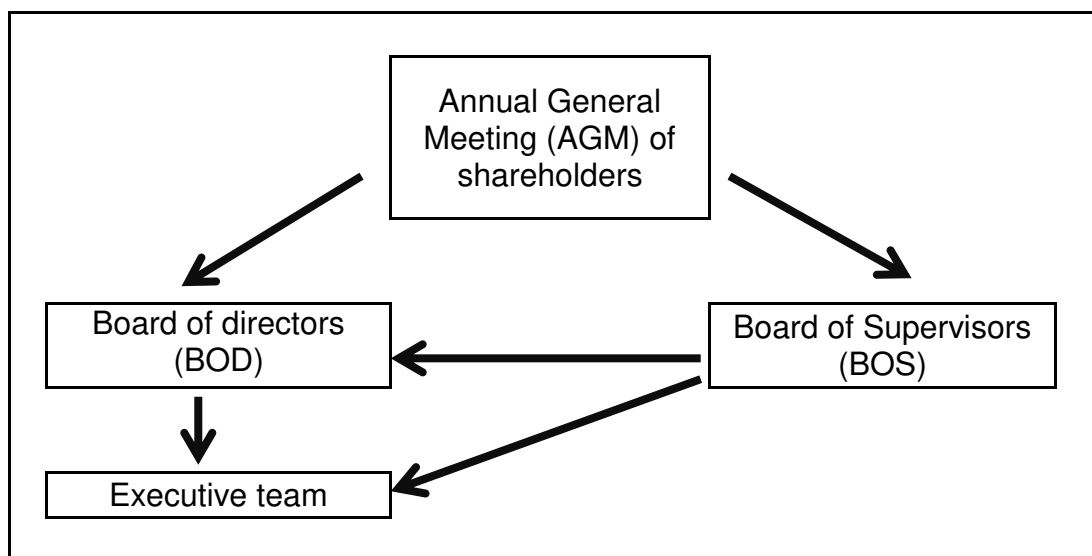 Annual General
Meeting (AGM) of
shareholders
Board of directors
(BOD)
Board of Supervisors
(BOS)
Executive team